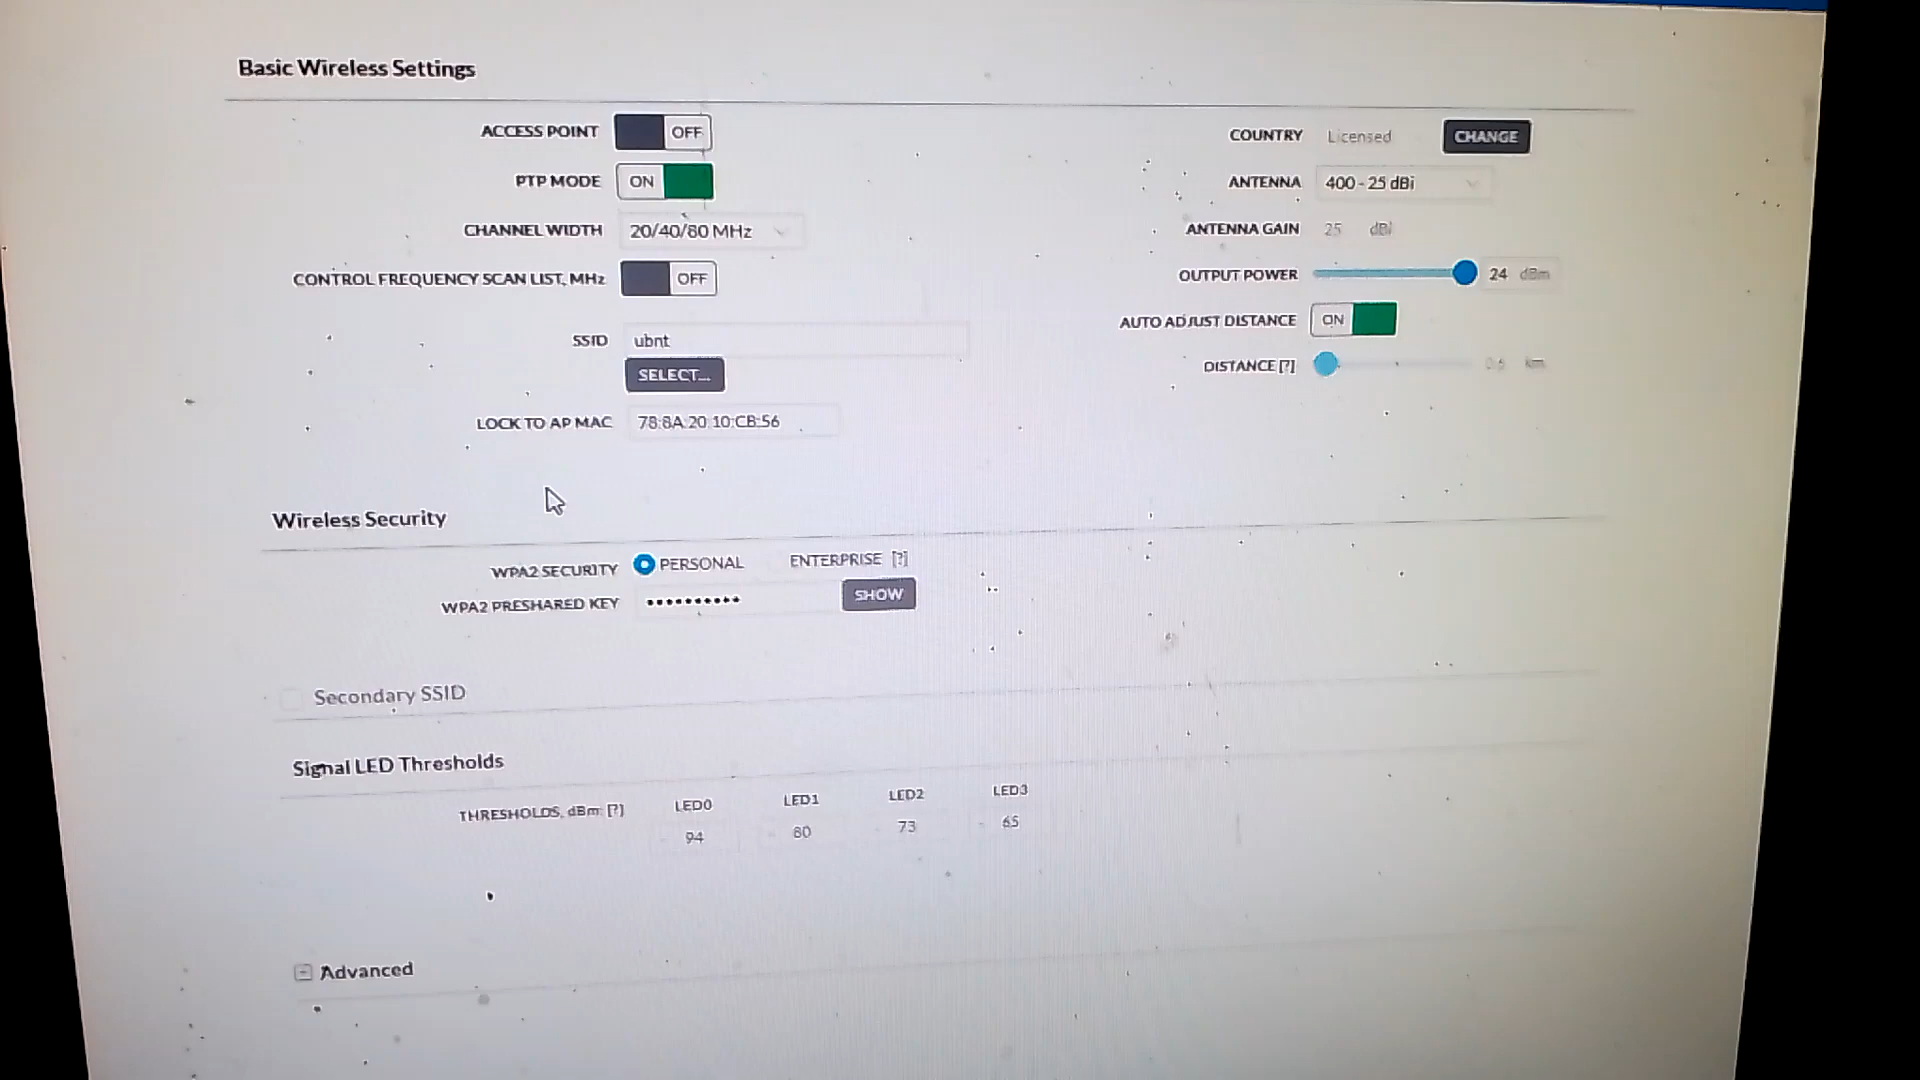 Basic Wireless Settings
ACCESS POINT OFF
PTP MODE ON
CHANNEL WIDTH 20/40/80 MHz
CONTROL FREQUENCY SCAN LIST, MHz OFF
SSID ubnt
SELECT...
LOCK TO AP MAC 78:8A:20:10:CB:56
COUNTRY Licensed CHANGE
ANTENNA 400 - 25 dBi
ANTENNA GAIN 25 dBi
OUTPUT POWER 24 dBm
AUTO ADJUST DISTANCE ON
DISTANCE [?] 0.6 km
Wireless Security
WPA2 SECURITY PERSONAL ENTERPRISE [?]
WPA2 PRESHARED KEY •••••••••• SHOW
Secondary SSID
Signal LED Thresholds
LED0 LED1 LED2 LED3
THRESHOLDS, dBm [?] - 94 - 80 - 73 - 65
Advanced